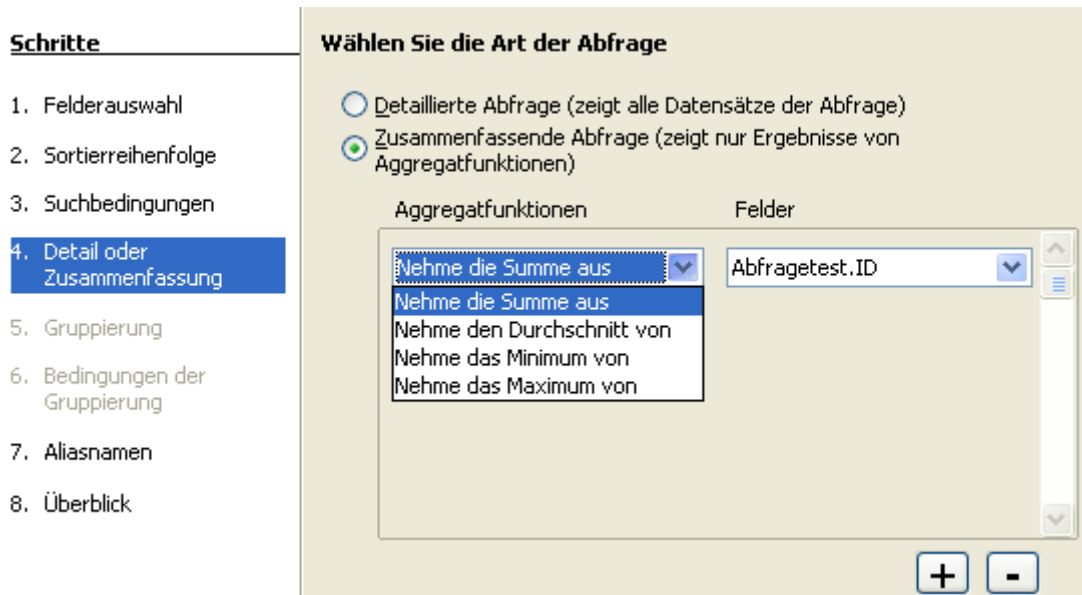 Schritte
1. Felderauswahl
2. Sortierreihenfolge
3. Suchbedingungen
4. Detail oder
Zusammenfassung
5. Gruppierung
6. Bedingungen der
Gruppierung
7. Aliasnamen
8. Überblick
Wählen Sie die Art der Abfrage
Detaillierte Abfrage (zeigt alle Datensätze der Abfrage)
Zusammenfassende Abfrage (zeigt nur Ergebnisse von
Aggregatfunktionen)
Aggregatfunktionen Felder
Nehme die Summe aus Abfragetest.ID
Nehme die Summe aus
Nehme den Durchschnitt von
Nehme das Minimum von
Nehme das Maximum von
+ -